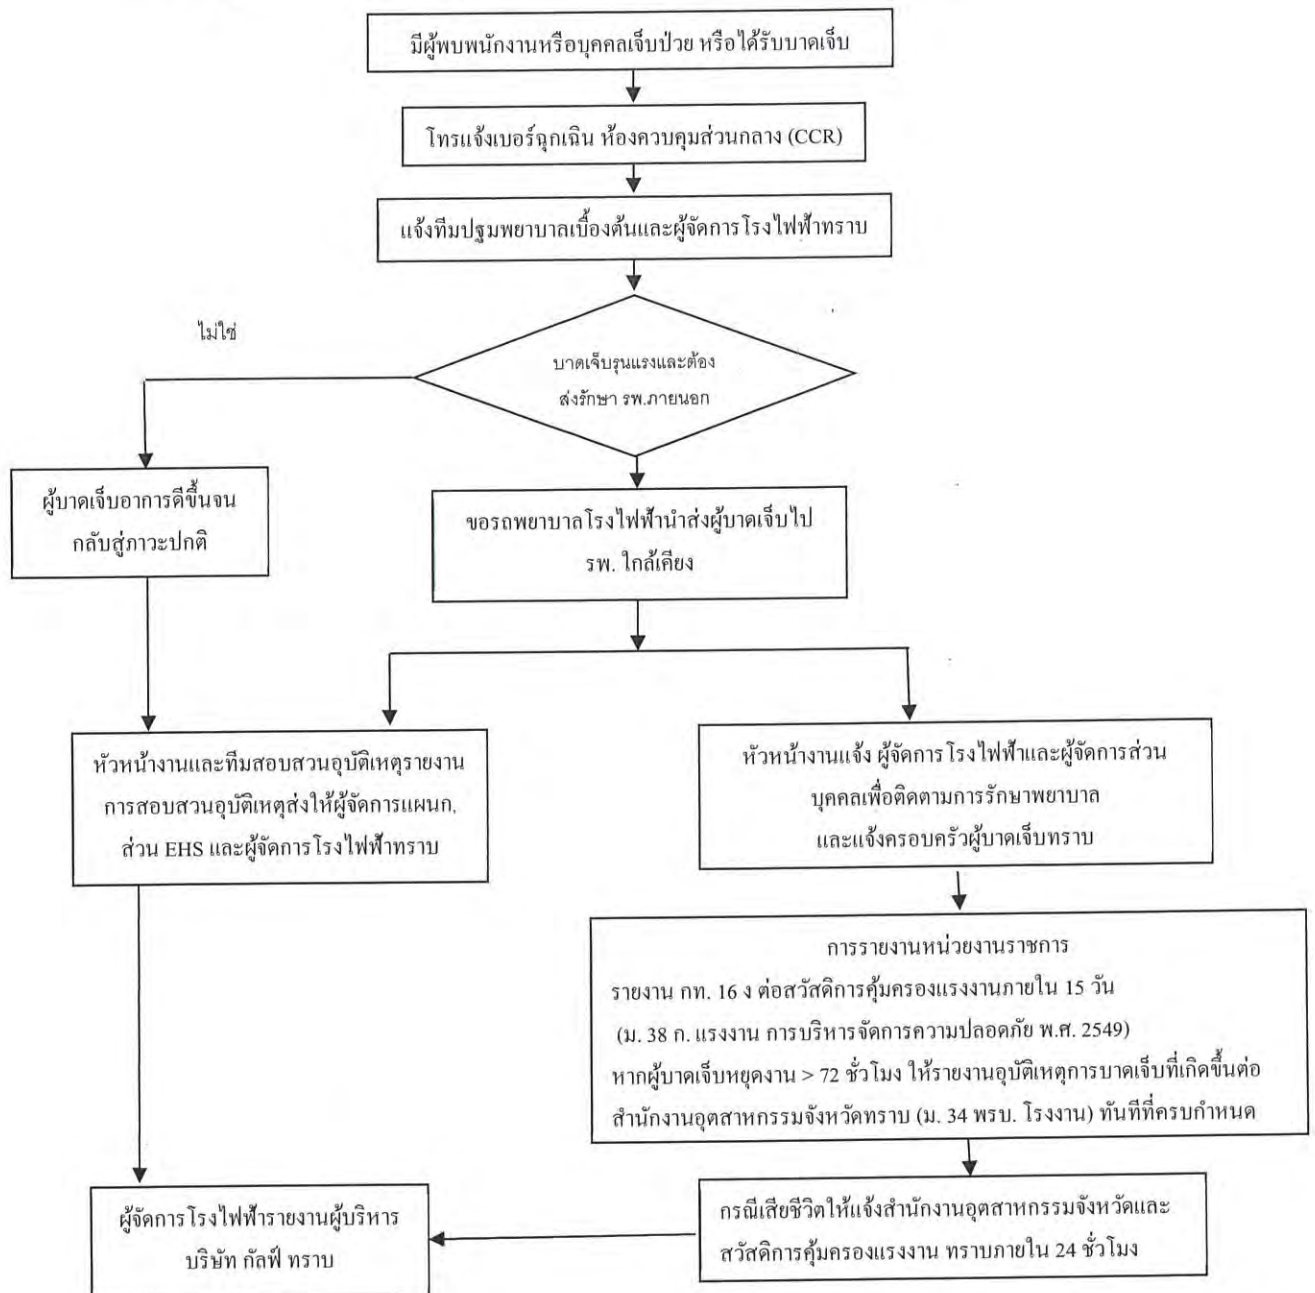 มีผู้พบพนักงานหรือบุคคลเจ็บป่วย หรือได้รับบาดเจ็บ
โทรแจ้งเบอร์ฉุกเฉิน ห้องควบคุมส่วนกลาง (CCR)
แจ้งทีมปฐมพยาบาลเบื้องต้นและผู้จัดการโรงไฟฟ้าทราบ
ไม่ใช่
บาดเจ็บรุนแรงและต้อง
ส่งรักษา รพ.ภายนอก
ผู้บาดเจ็บอาการดีขึ้นจน
กลับสู่ภาวะปกติ
ขอรถพยาบาลโรงไฟฟ้านำส่งผู้บาดเจ็บไป
รพ. ใกล้เคียง
หัวหน้างานและทีมสอบสวนอุบัติเหตุรายงาน
การสอบสวนอุบัติเหตุส่งให้ผู้จัดการแผนก,
ส่วน EHS และผู้จัดการโรงไฟฟ้าทราบ
หัวหน้างานแจ้ง ผู้จัดการโรงไฟฟ้าและผู้จัดการส่วน
บุคคลเพื่อติดตามการรักษาพยาบาล
และแจ้งครอบครัวผู้บาดเจ็บทราบ
การรายงานหน่วยงานราชการ
รายงาน กท. 16 ง ต่อสวัสดิการคุ้มครองแรงงานภายใน 15 วัน
(ม. 38 ก. แรงงาน การบริหารจัดการความปลอดภัย พ.ศ. 2549)
หากผู้บาดเจ็บหยุดงาน > 72 ชั่วโมง ให้รายงานอุบัติเหตุการบาดเจ็บที่เกิดขึ้นต่อ
สำนักงานอุตสาหกรรมจังหวัดทราบ (ม. 34 พรบ. โรงงาน) ทันทีที่ครบกำหนด
ผู้จัดการโรงไฟฟ้ารายงานผู้บริหาร
บริษัท กัลฟ์ ทราบ
กรณีเสียชีวิตให้แจ้งสำนักงานอุตสาหกรรมจังหวัดและ
สวัสดิการคุ้มครองแรงงาน ทราบภายใน 24 ชั่วโมง